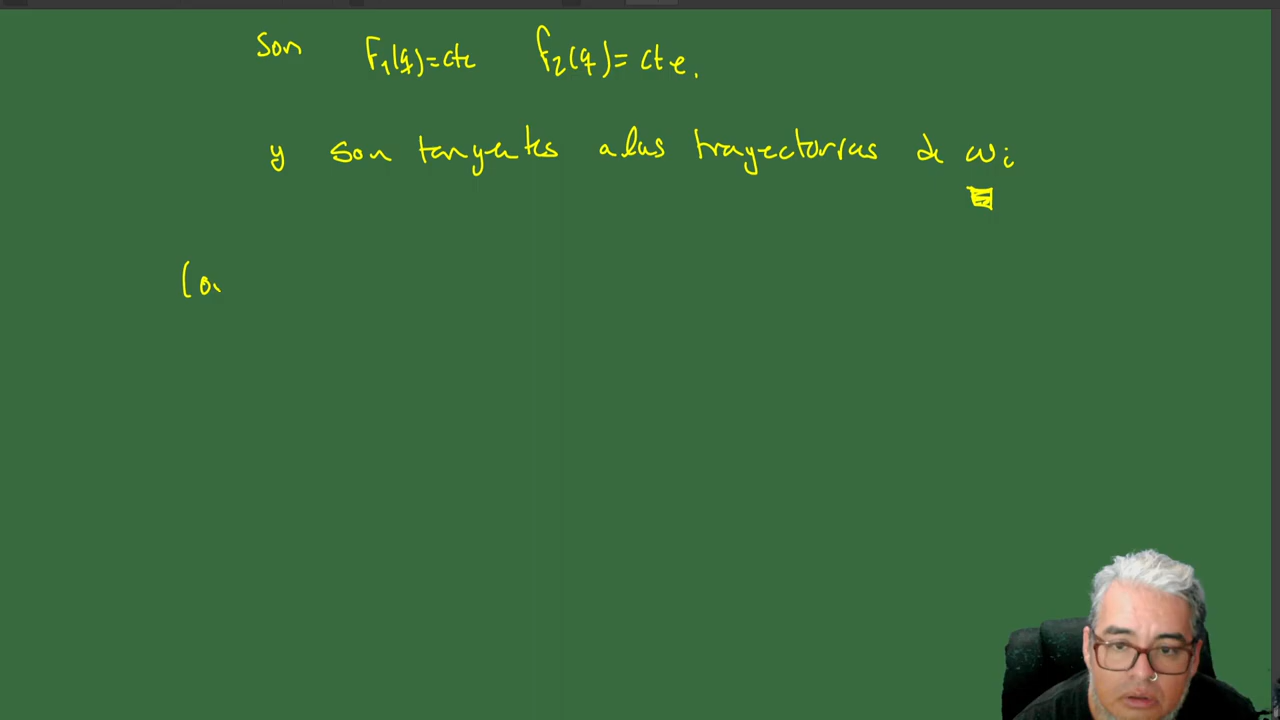 Son F₁(q)=cte F₂(q)=cte.
y son tangentes a las trayectorias de ωi